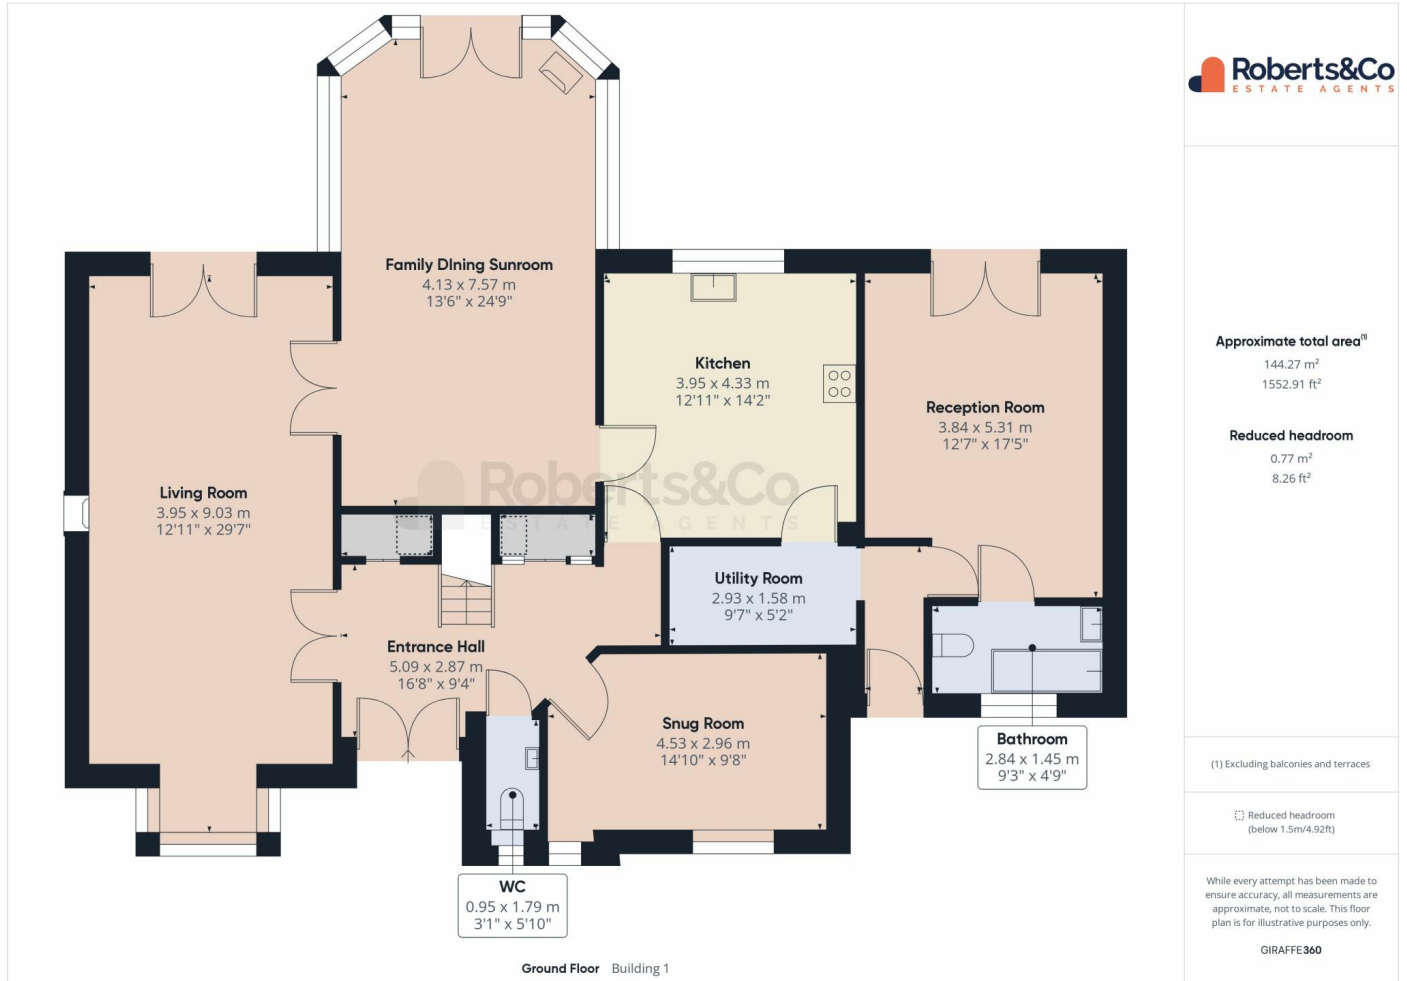 Roberts&Co
ESTATE AGENTS
Family DIning Sunroom
4.13 x 7.57 m
13'6" x 24'9"
Kitchen
3.95 x 4.33 m
12'11" x 14'2"
Reception Room
3.84 x 5.31 m
12'7" x 17'5"
Living Room
3.95 x 9.03 m
12'11" x 29'7"
Roberts&Co
ESTATE AGENTS
Utility Room
2.93 x 1.58 m
9'7" x 5'2"
Entrance Hall
5.09 x 2.87 m
16'8" x 9'4"
Snug Room
4.53 x 2.96 m
14'10" x 9'8"
Bathroom
2.84 x 1.45 m
9'3" x 4'9"
WC
0.95 x 1.79 m
3'1" x 5'10"
Ground Floor Building 1
Approximate total area(1)
144.27 m²
1552.91 ft²
Reduced headroom
0.77 m²
8.26 ft²
(1) Excluding balconies and terraces
Reduced headroom
(below 1.5m/4.92ft)
While every attempt has been made to
ensure accuracy, all measurements are
approximate, not to scale. This floor
plan is for illustrative purposes only.
GIRAFFE360